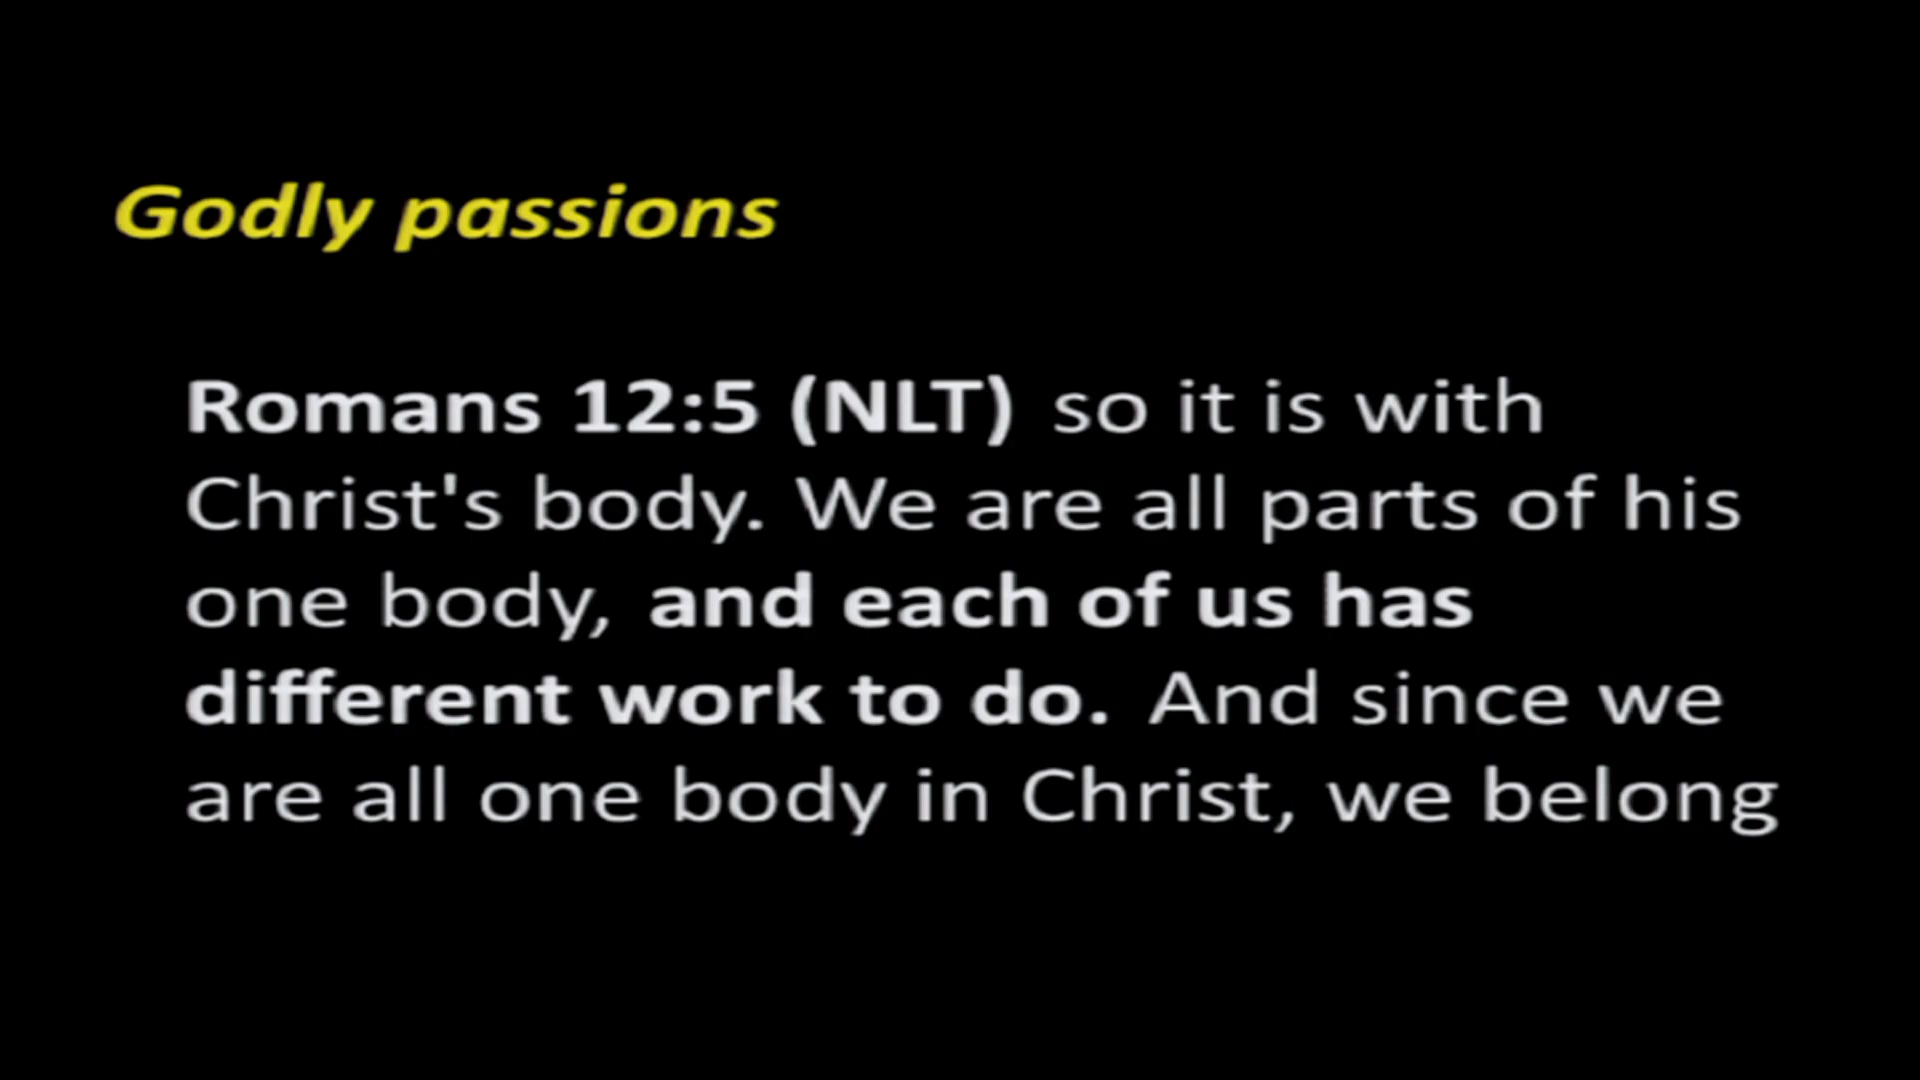 Godly passions
Romans 12:5 (NLT) so it is with
Christ's body. We are all parts of his
one body, and each of us has
different work to do. And since we
are all one body in Christ, we belong